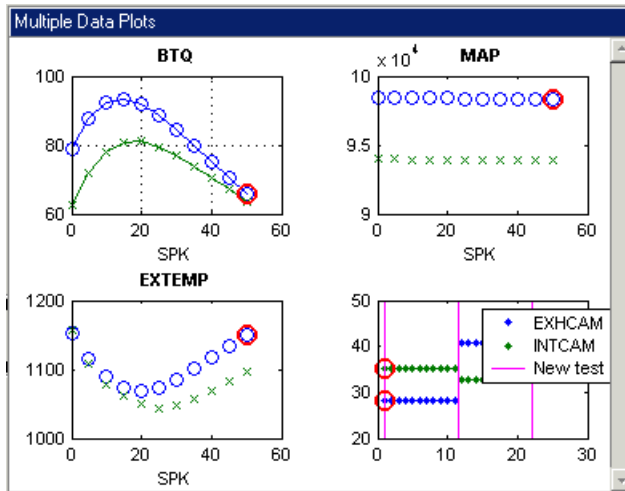 Multiple Data Plots
BTQ
100
80
60
0 20 40 60
SPK
MAP
× 10⁴
10
9.5
9
0 20 40 60
SPK
EXTEMP
1200
1100
1000
0 20 40 60
SPK
50
40
30
20
0 10 20 30
EXHCAM
INTCAM
New test